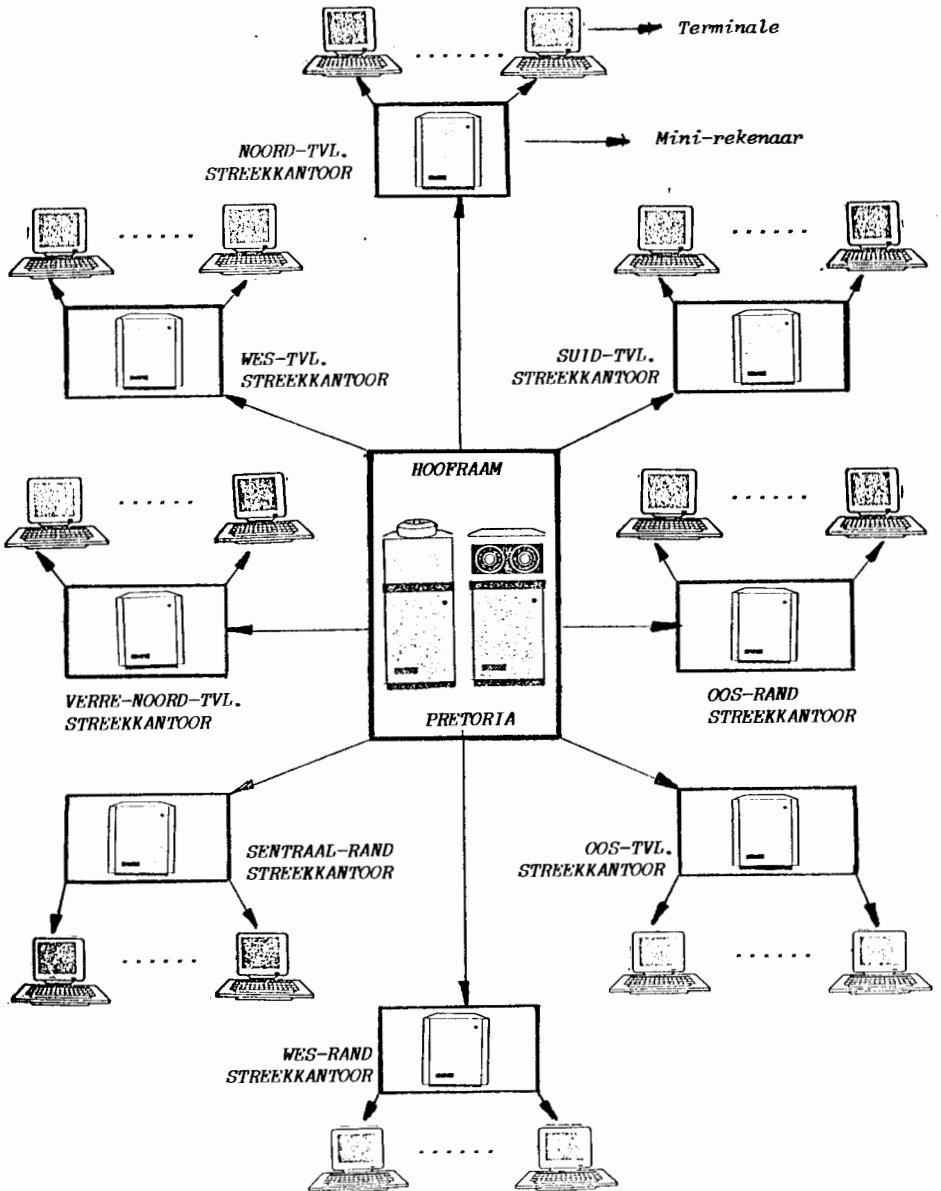 Terminale
Mini-rekenaar
NOORD-TVL.
STREEKKANTOOR
WES-TVL.
STREEKKANTOOR
SUID-TVL.
STREEKKANTOOR
HOOFRAAM
PRETORIA
VERRE-NOORD-TVL.
STREEKKANTOOR
OOS-RAND
STREEKKANTOOR
SENTRAAL-RAND
STREEKKANTOOR
OOS-TVL.
STREEKKANTOOR
WES-RAND
STREEKKANTOOR